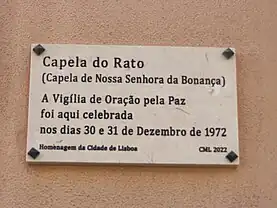 Capela do Rato
(Capela de Nossa Senhora da Bonança)
A Vigília de Oração pela Paz
foi aqui celebrada
nos dias 30 e 31 de Dezembro de 1972
Homenagem da Cidade de Lisboa CML 2022